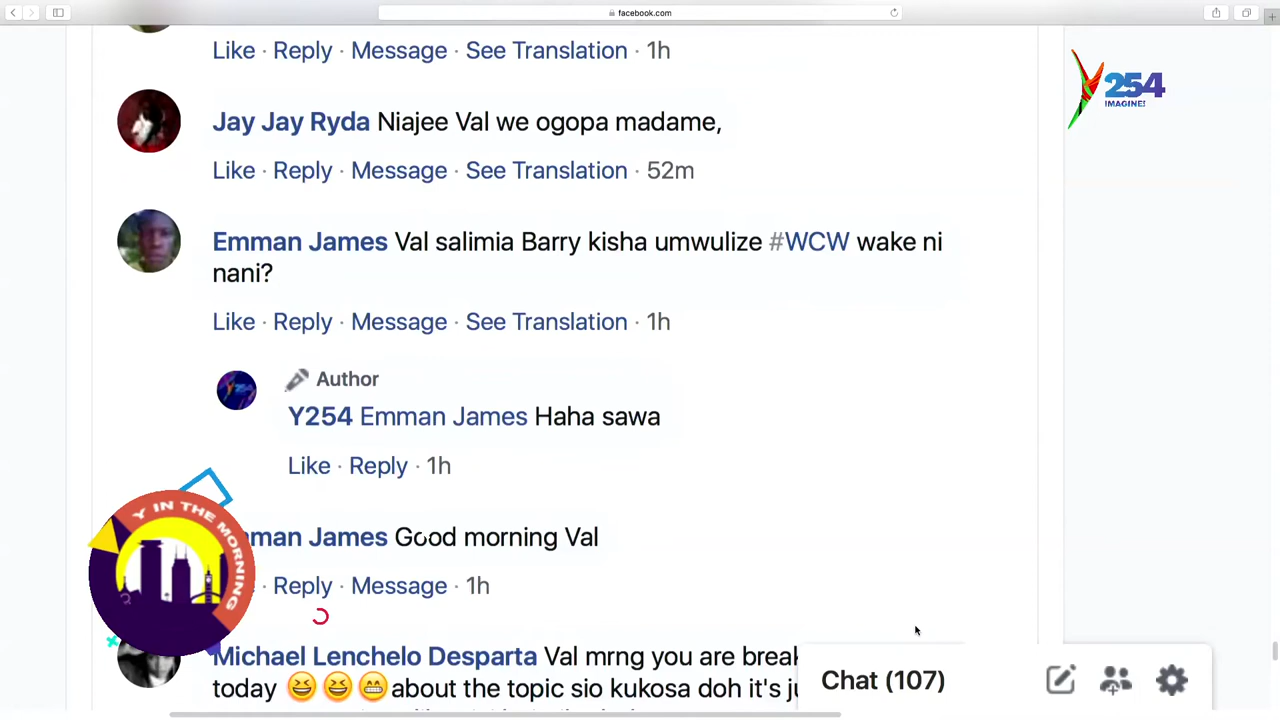 facebook.com
Like · Reply · Message · See Translation · 1h
254
IMAGINE!
Jay Jay Ryda Niajee Val we ogopa madame,
Like · Reply · Message · See Translation · 52m
Emman James Val salimia Barry kisha umwulize #WCW wake ni
nani?
Like · Reply · Message · See Translation · 1h
Author
Y254 Emman James Haha sawa
Like · Reply · 1h
Y IN THE MORNING
James Good morning Val
· Reply · Message · 1h
Michael Lenchelo Desparta Val mrng you are
today 😆 😆 😁 about the topic sio kukosa doh it's
Chat (107)